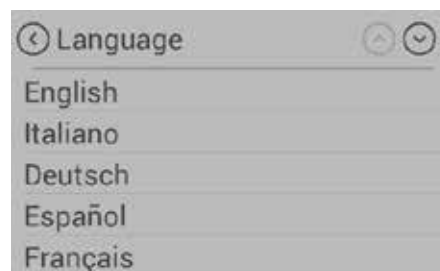 Language
English
Italiano
Deutsch
Español
Français